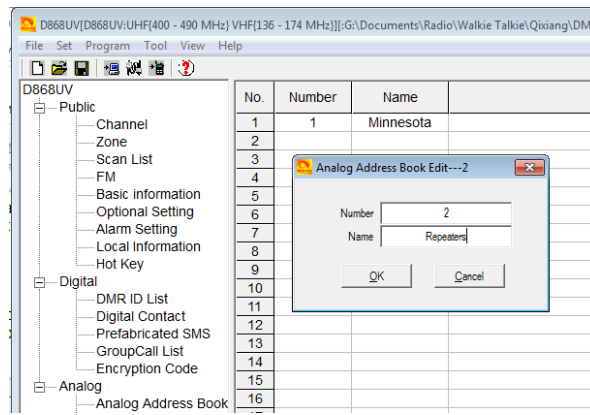 D868UV[D868UV:UHF{400 - 490 MHz} VHF{136 - 174 MHz}][:G:\Documents\Radio\Walkie Talkie\Qixiang\DM
File Set Program Tool View Help
D868UV
Public
Channel
Zone
Scan List
FM
Basic information
Optional Setting
Alarm Setting
Local Information
Hot Key
Digital
DMR ID List
Digital Contact
Prefabricated SMS
GroupCall List
Encryption Code
Analog
Analog Address Book
No. Number Name
1 1 Minnesota
2
3
4
5
6
7
8
9
10
11
12
13
14
15
16
Analog Address Book Edit---2
Number 2
Name Repeaters
OK Cancel